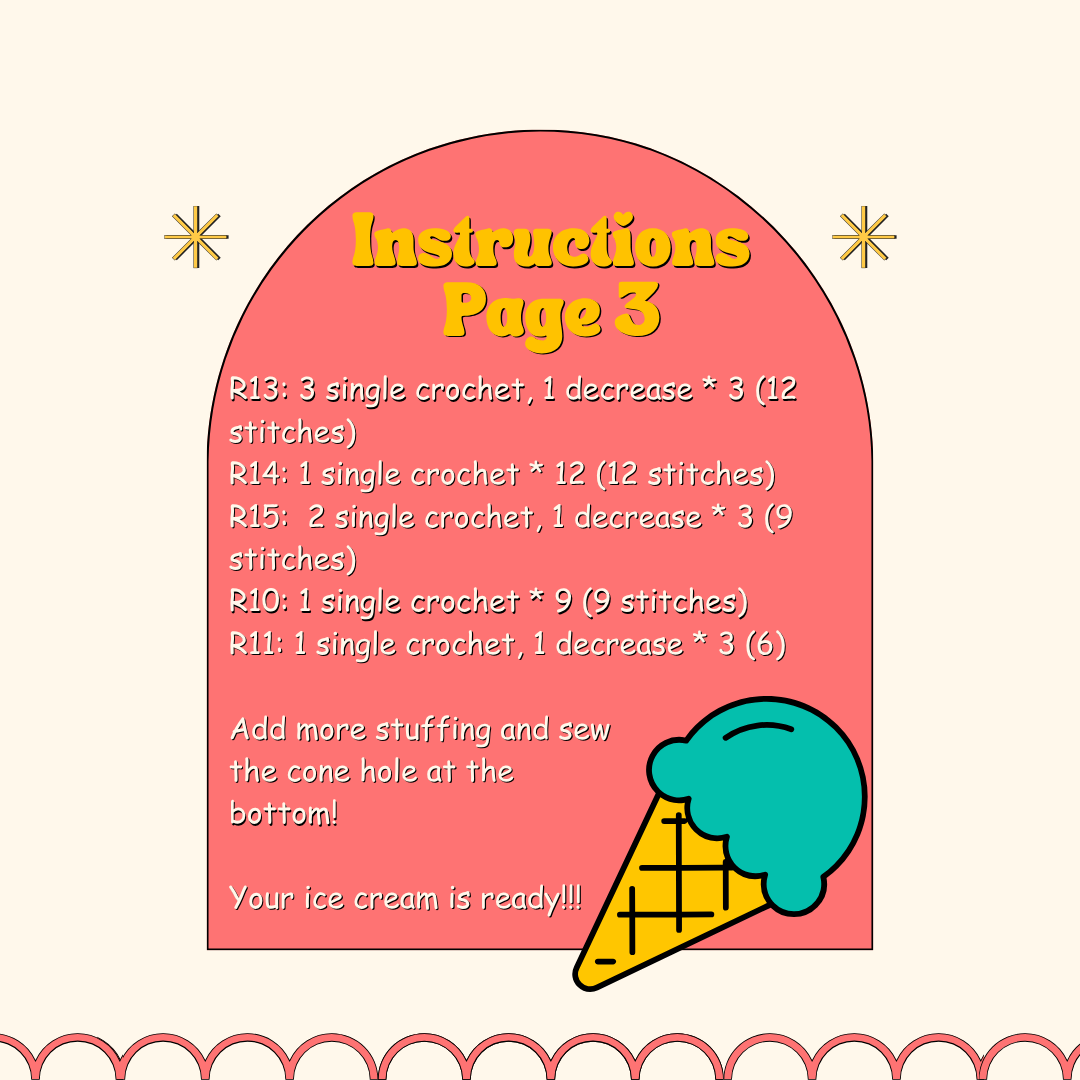 Instructions
Page 3
R13: 3 single crochet, 1 decrease * 3 (12
stitches)
R14: 1 single crochet * 12 (12 stitches)
R15:  2 single crochet, 1 decrease * 3 (9
stitches)
R10: 1 single crochet * 9 (9 stitches)
R11: 1 single crochet, 1 decrease * 3 (6)
Add more stuffing and sew
the cone hole at the
bottom!
Your ice cream is ready!!!